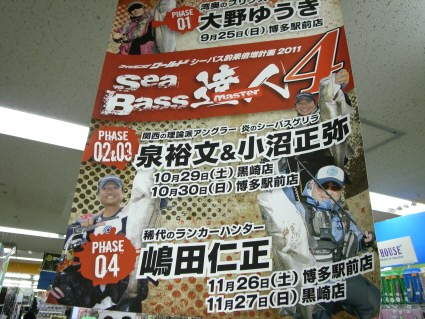 PHASE
01
大野ゆうき
9月25日(日)博多駅前店
シーバス釣果倍増計画 2011
Sea
Bass 達人 4
MASTER
PHASE
02&03
関西の理論派アングラー 炎のシーバスゲリラ
泉裕文&小沼正弥
10月29日(土)黒崎店
10月30日(日)博多駅前店
PHASE
04
稀代のランカーハンター
嶋田仁正
11月26日(土)博多駅前店
11月27日(日)黒崎店
HOUSE